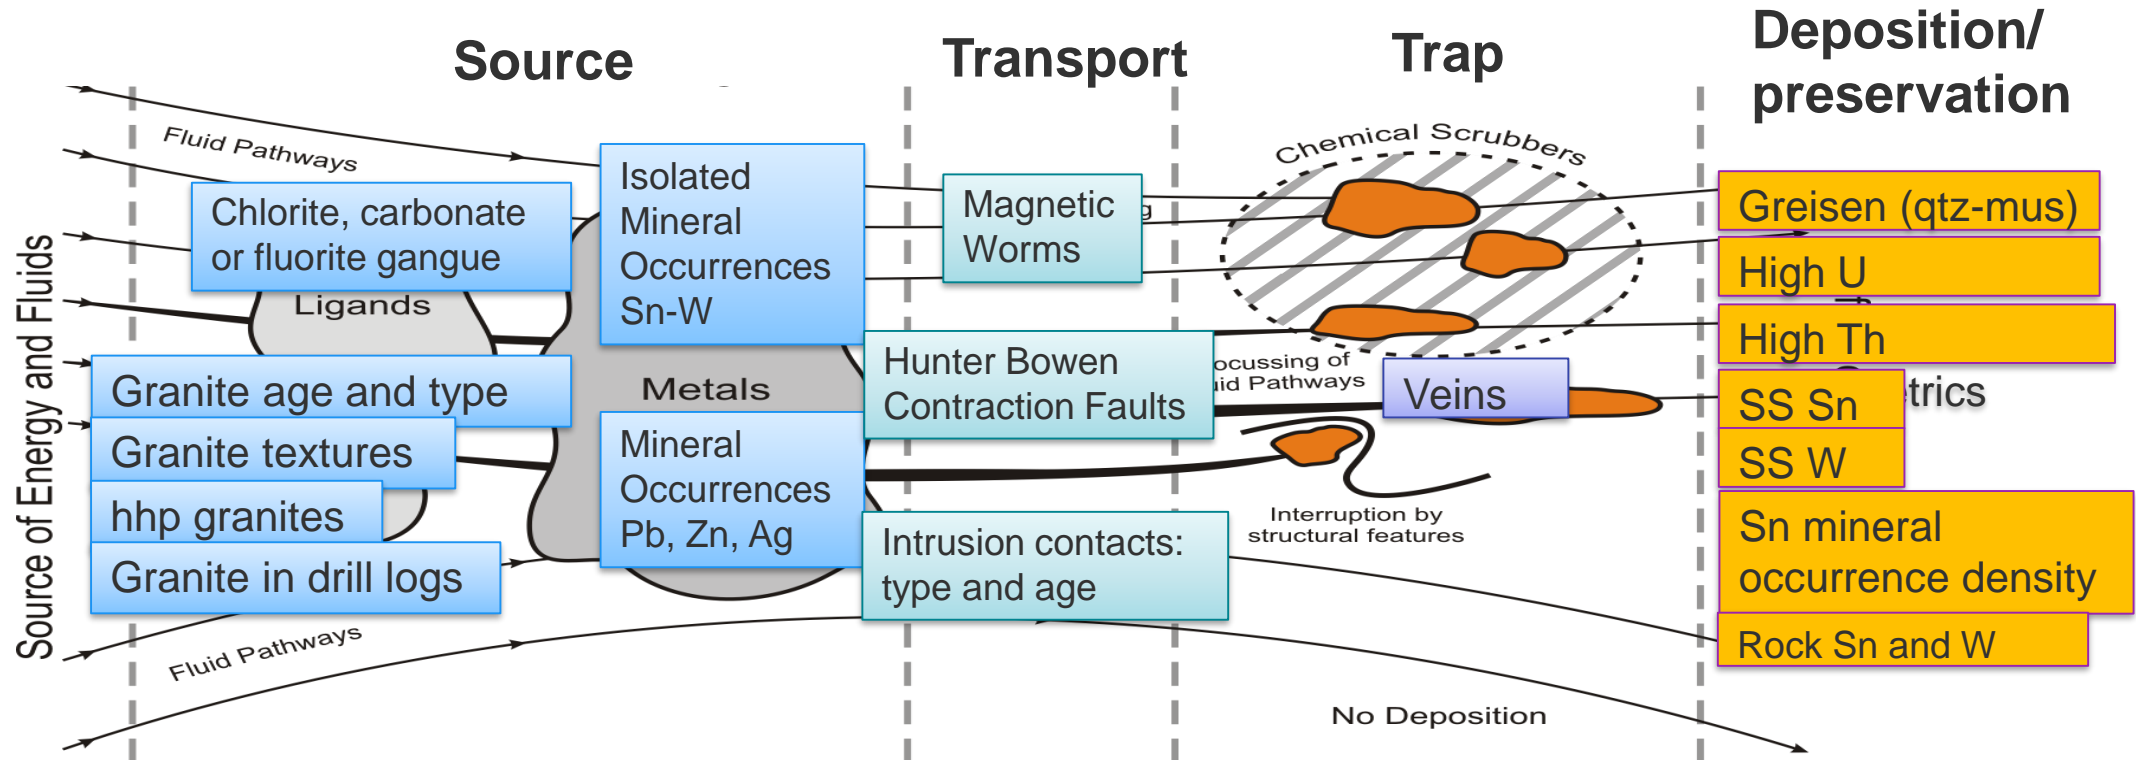 Source
Transport
Trap
Deposition/
preservation
Source of Energy and Fluids
Fluid Pathways
Chlorite, carbonate
or fluorite gangue
Ligands
Granite age and type
Granite textures
hhp granites
Granite in drill logs
Fluid Pathways
Isolated
Mineral
Occurrences
Sn-W
Metals
Mineral
Occurrences
Pb, Zn, Ag
Magnetic
Worms
g
Hunter Bowen
Contraction Faults
Intrusion contacts:
type and age
Chemical Scrubbers
ocussing of
uid Pathways
Veins
Interruption by
structural features
No Deposition
Greisen (qtz-mus)
High U
High Th
SS Sn
etrics
SS W
Sn mineral
occurrence density
Rock Sn and W